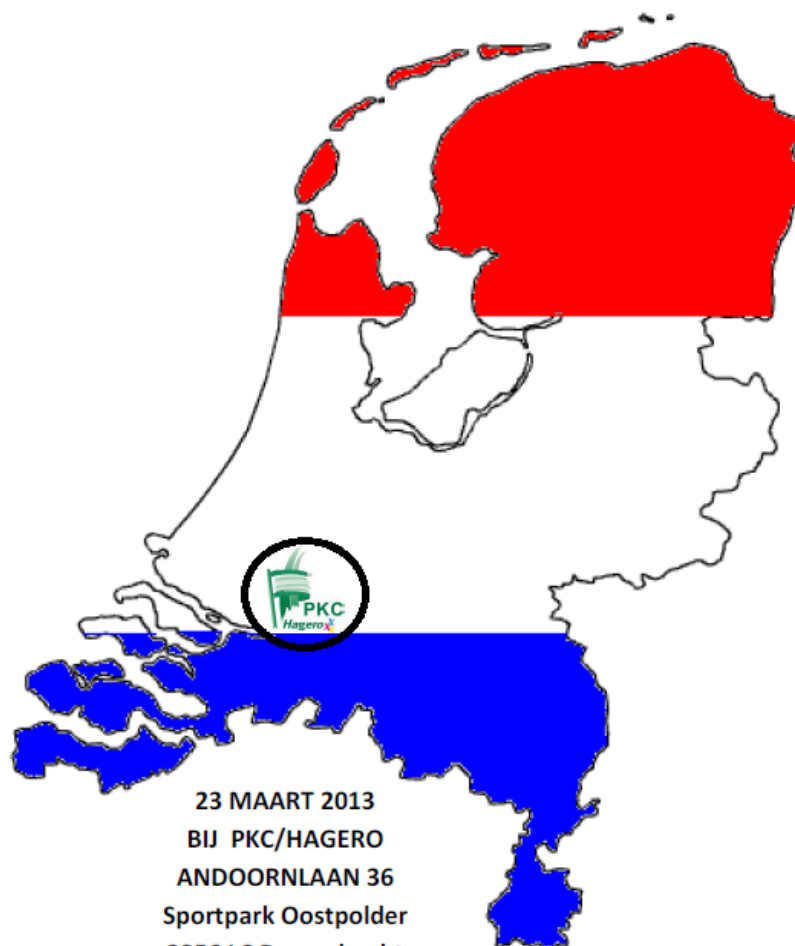 PKC
Hagero
23 MAART 2013
BIJ PKC/HAGERO
ANDOORNLAAN 36
Sportpark Oostpolder